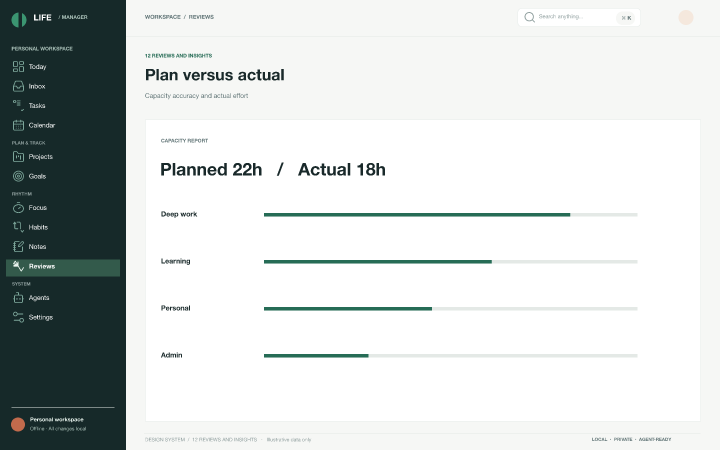 LIFE / MANAGER
PERSONAL WORKSPACE
Today
Inbox
Tasks
Calendar
PLAN & TRACK
Projects
Goals
RHYTHM
Focus
Habits
Notes
Reviews
SYSTEM
Agents
Settings
Personal workspace
Offline · All changes local
WORKSPACE / REVIEWS
Search anything...
⌘ K
12 REVIEWS AND INSIGHTS
Plan versus actual
Capacity accuracy and actual effort
CAPACITY REPORT
Planned 22h / Actual 18h
Deep work
Learning
Personal
Admin
DESIGN SYSTEM / 12 REVIEWS AND INSIGHTS · Illustrative data only
LOCAL · PRIVATE · AGENT-READY